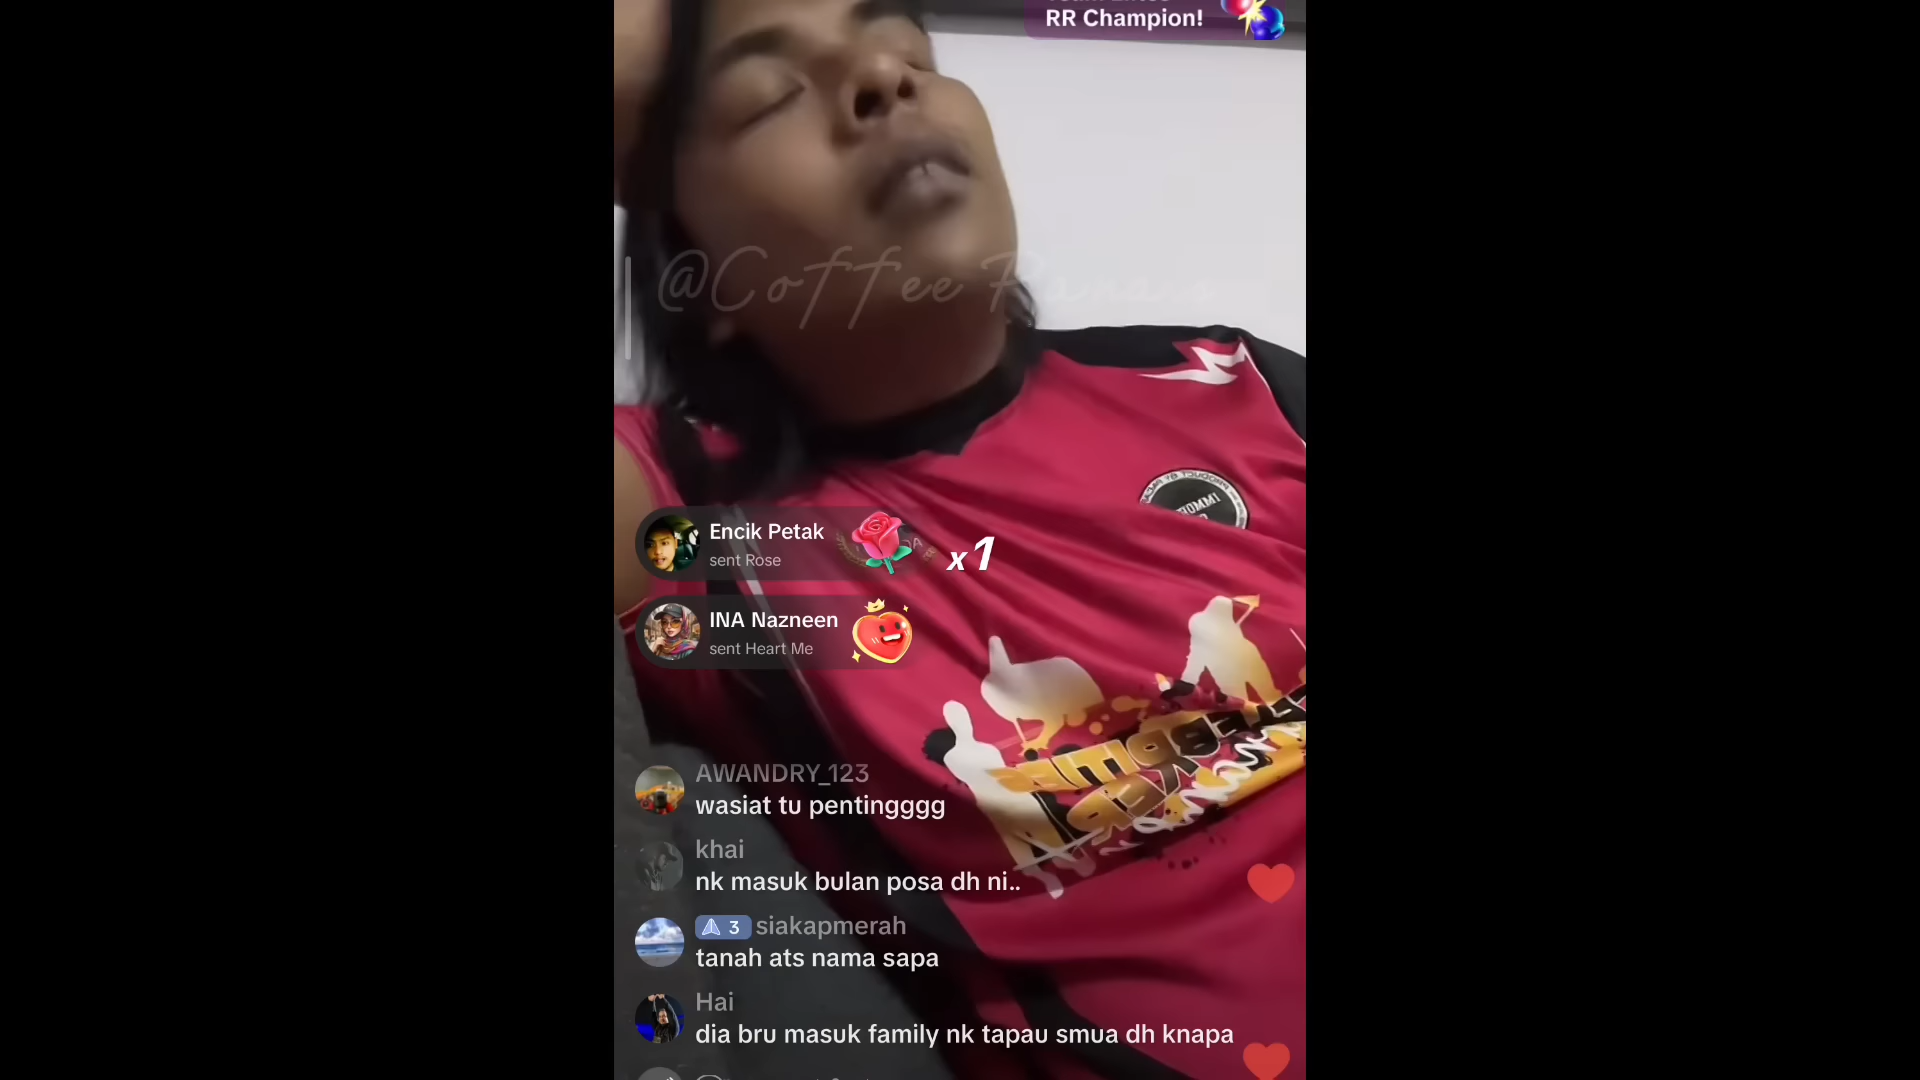 RR Champion!
@Coffee
Encik Petak
sent Rose
x1
INA Nazneen
sent Heart Me
AWANDRY_123
wasiat tu pentingggg
khai
nk masuk bulan posa dh ni..
3 siakapmerah
tanah ats nama sapa
Hai
dia bru masuk family nk tapau smua dh knapa